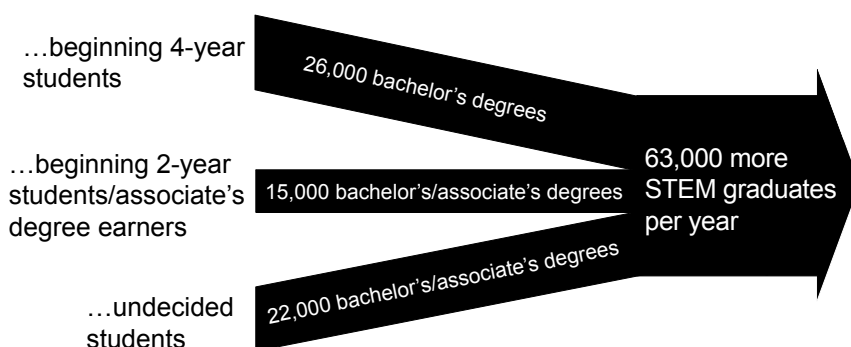 …beginning 4-year
students
26,000 bachelor’s degrees
…beginning 2-year
students/associate’s
degree earners
15,000 bachelor’s/associate’s degrees
…undecided
students
22,000 bachelor’s/associate’s degrees
63,000 more
STEM graduates
per year